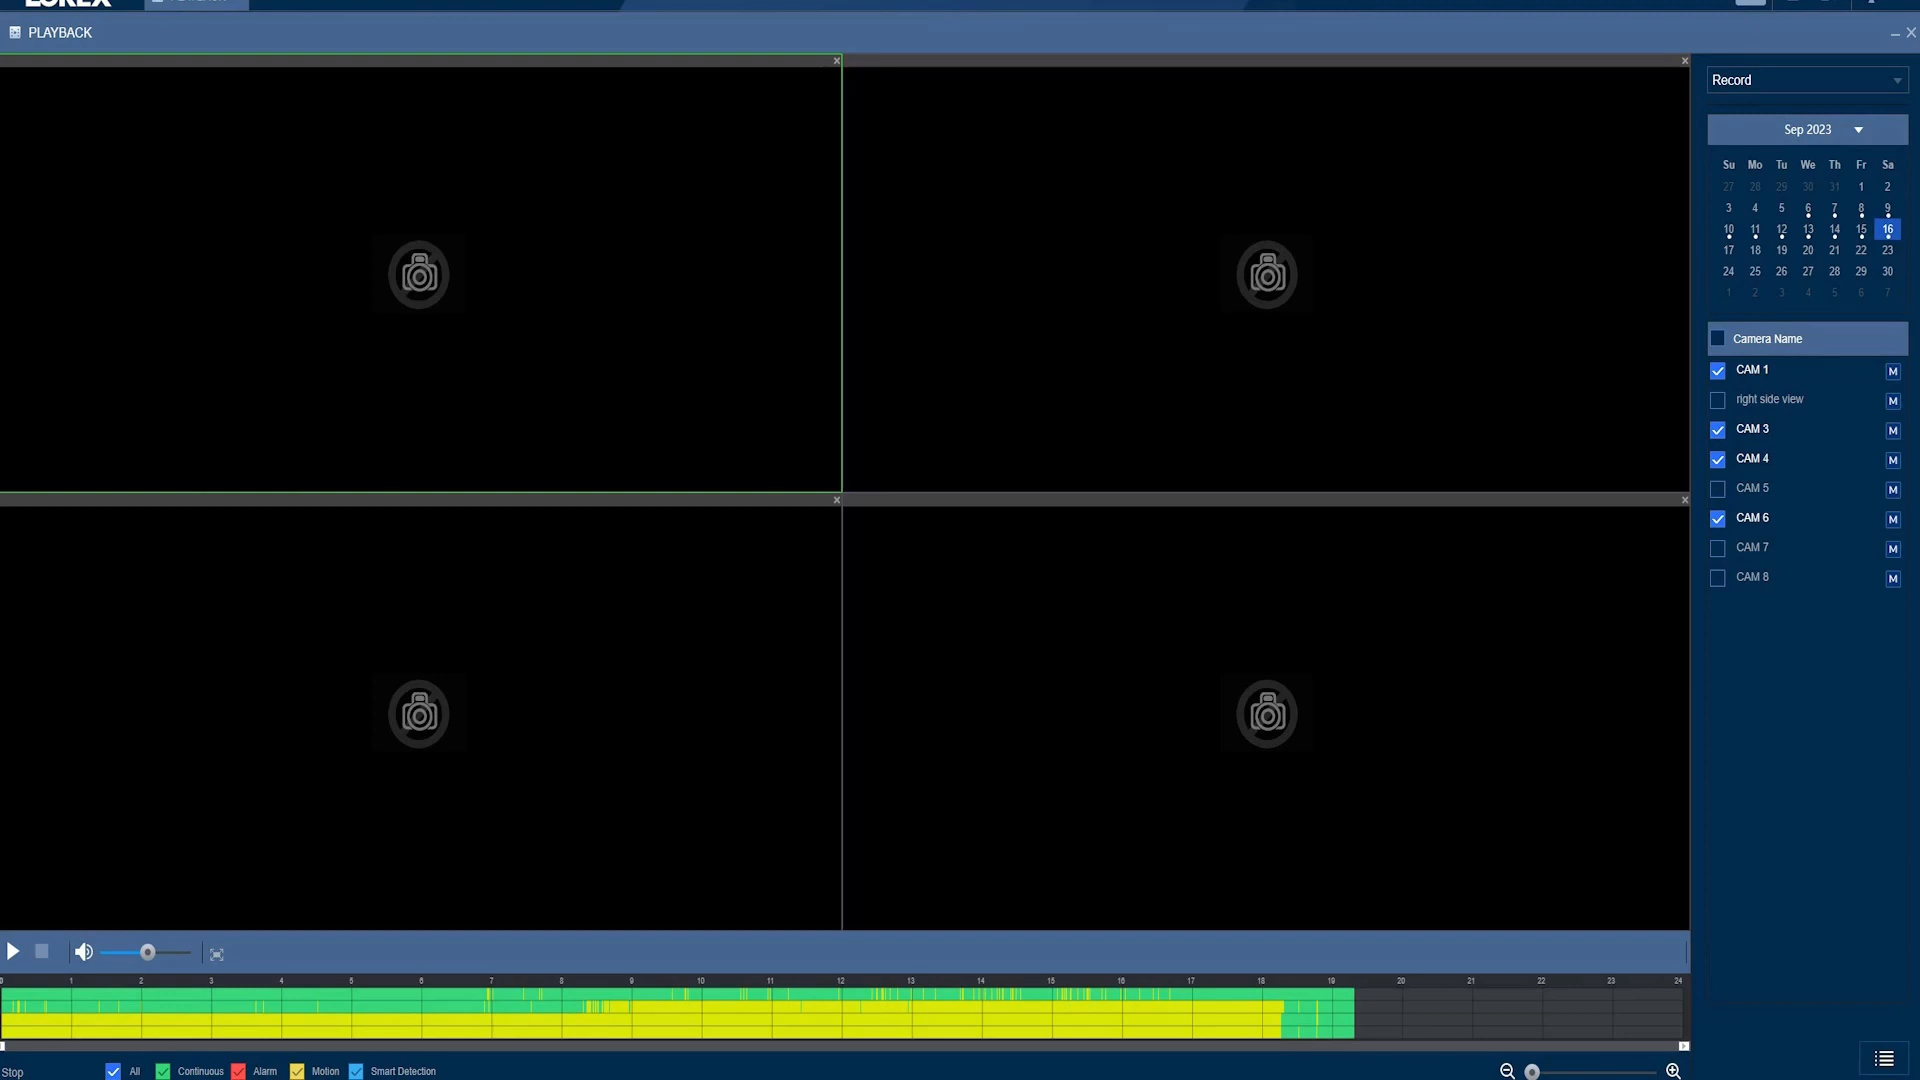 LOREX
PLAYBACK
PLAYBACK
Record
Sep 2023
Su Mo Tu We Th Fr Sa
27 28 29 30 31 1 2
3 4 5 6 7 8 9
10 11 12 13 14 15 16
17 18 19 20 21 22 23
24 25 26 27 28 29 30
1 2 3 4 5 6 7
Camera Name
CAM 1 M
right side view M
CAM 3 M
CAM 4 M
CAM 5 M
CAM 6 M
CAM 7 M
CAM 8 M
0 1 2 3 4 5 6 7 8 9 10 11 12 13 14 15 16 17 18 19 20 21 22 23 24
Stop All Continuous Alarm Motion Smart Detection